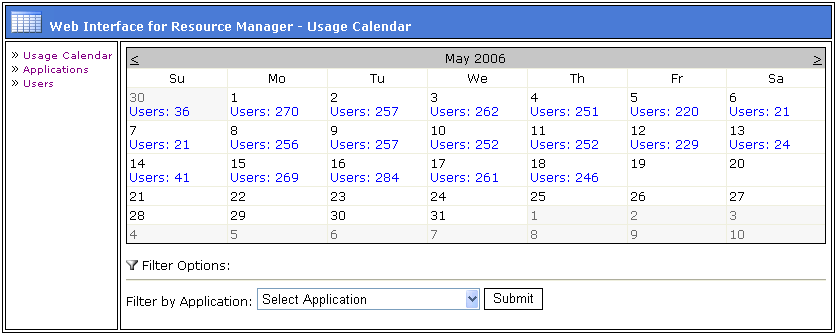 Web Interface for Resource Manager - Usage Calendar
» Usage Calendar
» Applications
» Users
< May 2006 >
Su Mo Tu We Th Fr Sa
30 1 2 3 4 5 6
Users: 36 Users: 270 Users: 257 Users: 262 Users: 251 Users: 220 Users: 21
7 8 9 10 11 12 13
Users: 21 Users: 256 Users: 257 Users: 252 Users: 252 Users: 229 Users: 24
14 15 16 17 18 19 20
Users: 41 Users: 269 Users: 284 Users: 261 Users: 246
21 22 23 24 25 26 27
28 29 30 31 1 2 3
4 5 6 7 8 9 10
Filter Options:
Filter by Application: Select Application Submit